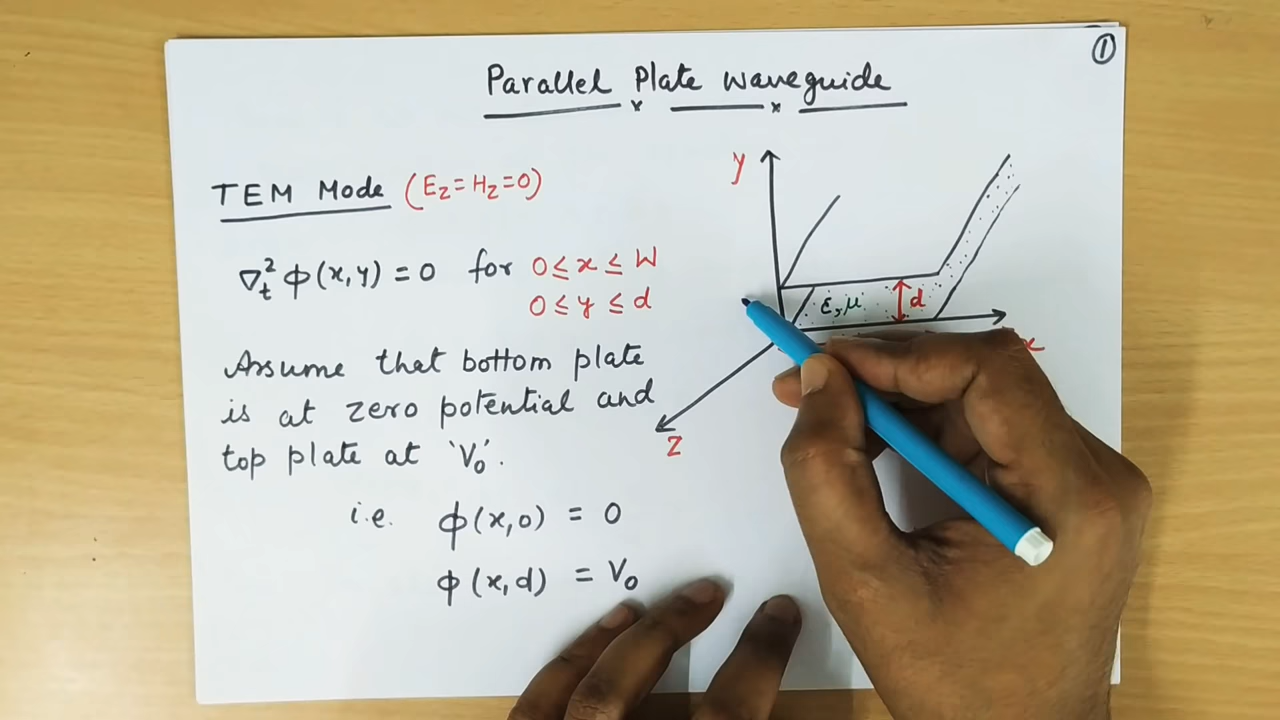 ①
Parallel Plate waveguide
TEM Mode (Ez = Hz = 0)
∇t² ϕ(x,y) = 0 for 0 ≤ x ≤ W
0 ≤ y ≤ d
Assume that bottom plate
is at zero potential and
top plate at 'V₀'.
i.e. ϕ(x,0) = 0
ϕ(x,d) = V₀
y
ε, μ
d
x
z